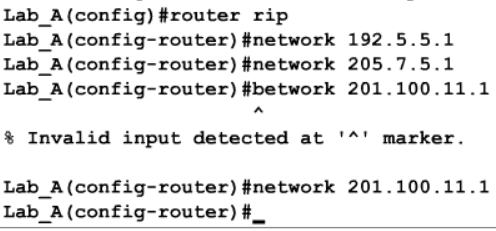 Lab_A(config)#router rip
Lab_A(config-router)#network 192.5.5.1
Lab_A(config-router)#network 205.7.5.1
Lab_A(config-router)#betwork 201.100.11.1
^
% Invalid input detected at '^' marker.
Lab_A(config-router)#network 201.100.11.1
Lab_A(config-router)#_